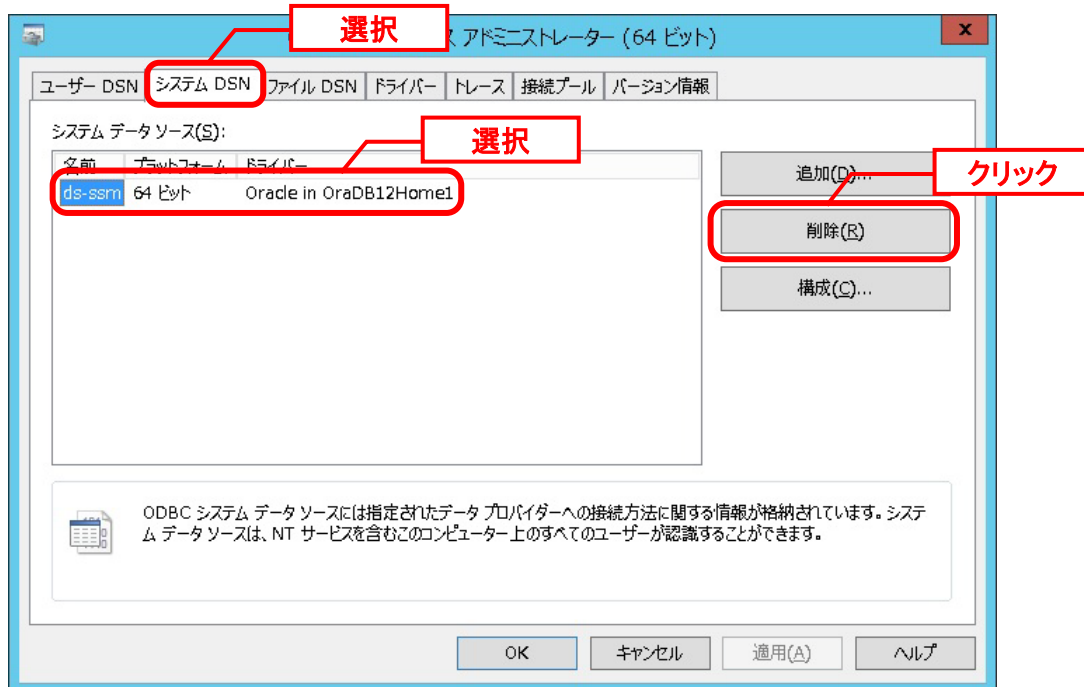 選択
アドミニストレーター (64 ビット)
x
ユーザー DSN システム DSN ファイル DSN ドライバー トレース 接続プール バージョン情報
システム データ ソース(S):
選択
名前 プラットフォーム ドライバー
ds-ssm 64 ビット Oracle in OraDB12Home1
追加(D)...
クリック
削除(R)
構成(C)...
ODBC システム データ ソースには指定されたデータ プロバイダーへの接続方法に関する情報が格納されています。システ
ム データ ソースは、NT サービスを含むこのコンピューター上のすべてのユーザーが認識することができます。
OK キャンセル 適用(A) ヘルプ